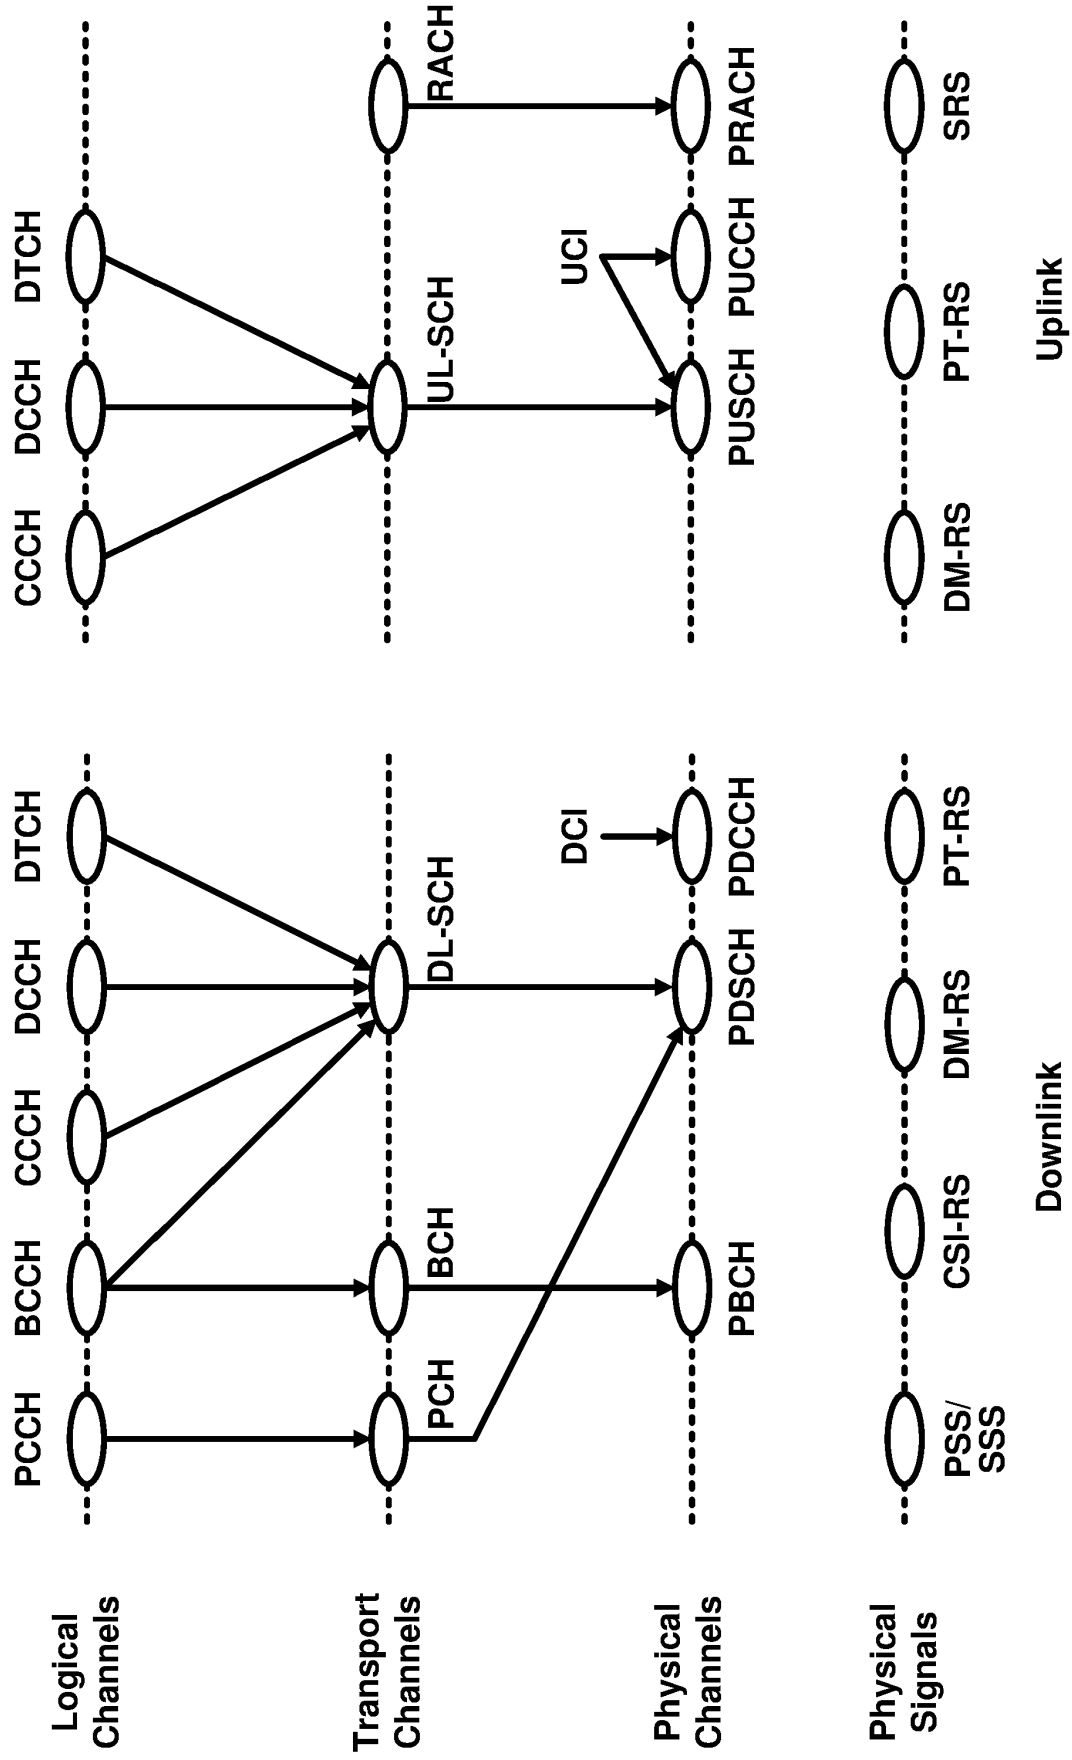 Logical
Channels
PCCH
BCCH
CCCH
DCCH
DTCH
CCCH
DCCH
DTCH
Transport
Channels
PCH
BCH
DL-SCH
UL-SCH
RACH
DCI
UCI
Physical
Channels
PBCH
PDSCH
PDCCH
PUSCH
PUCCH
PRACH
Physical
Signals
PSS/
SSS
CSI-RS
DM-RS
PT-RS
DM-RS
PT-RS
SRS
Downlink
Uplink